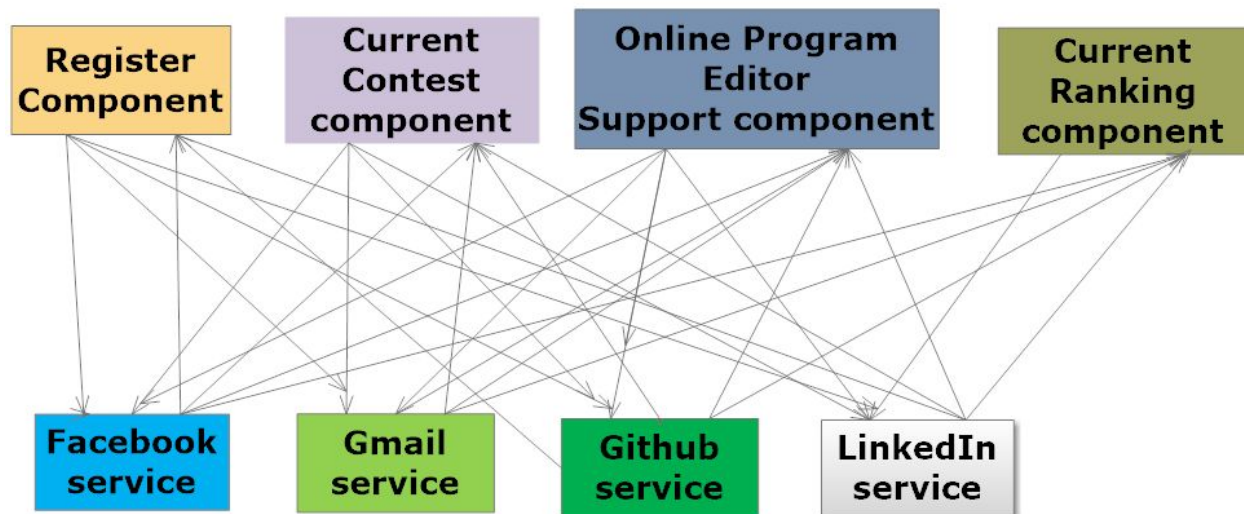 Register
Component
Current
Contest
component
Online Program
Editor
Support component
Current
Ranking
component
Facebook
service
Gmail
service
Github
service
LinkedIn
service